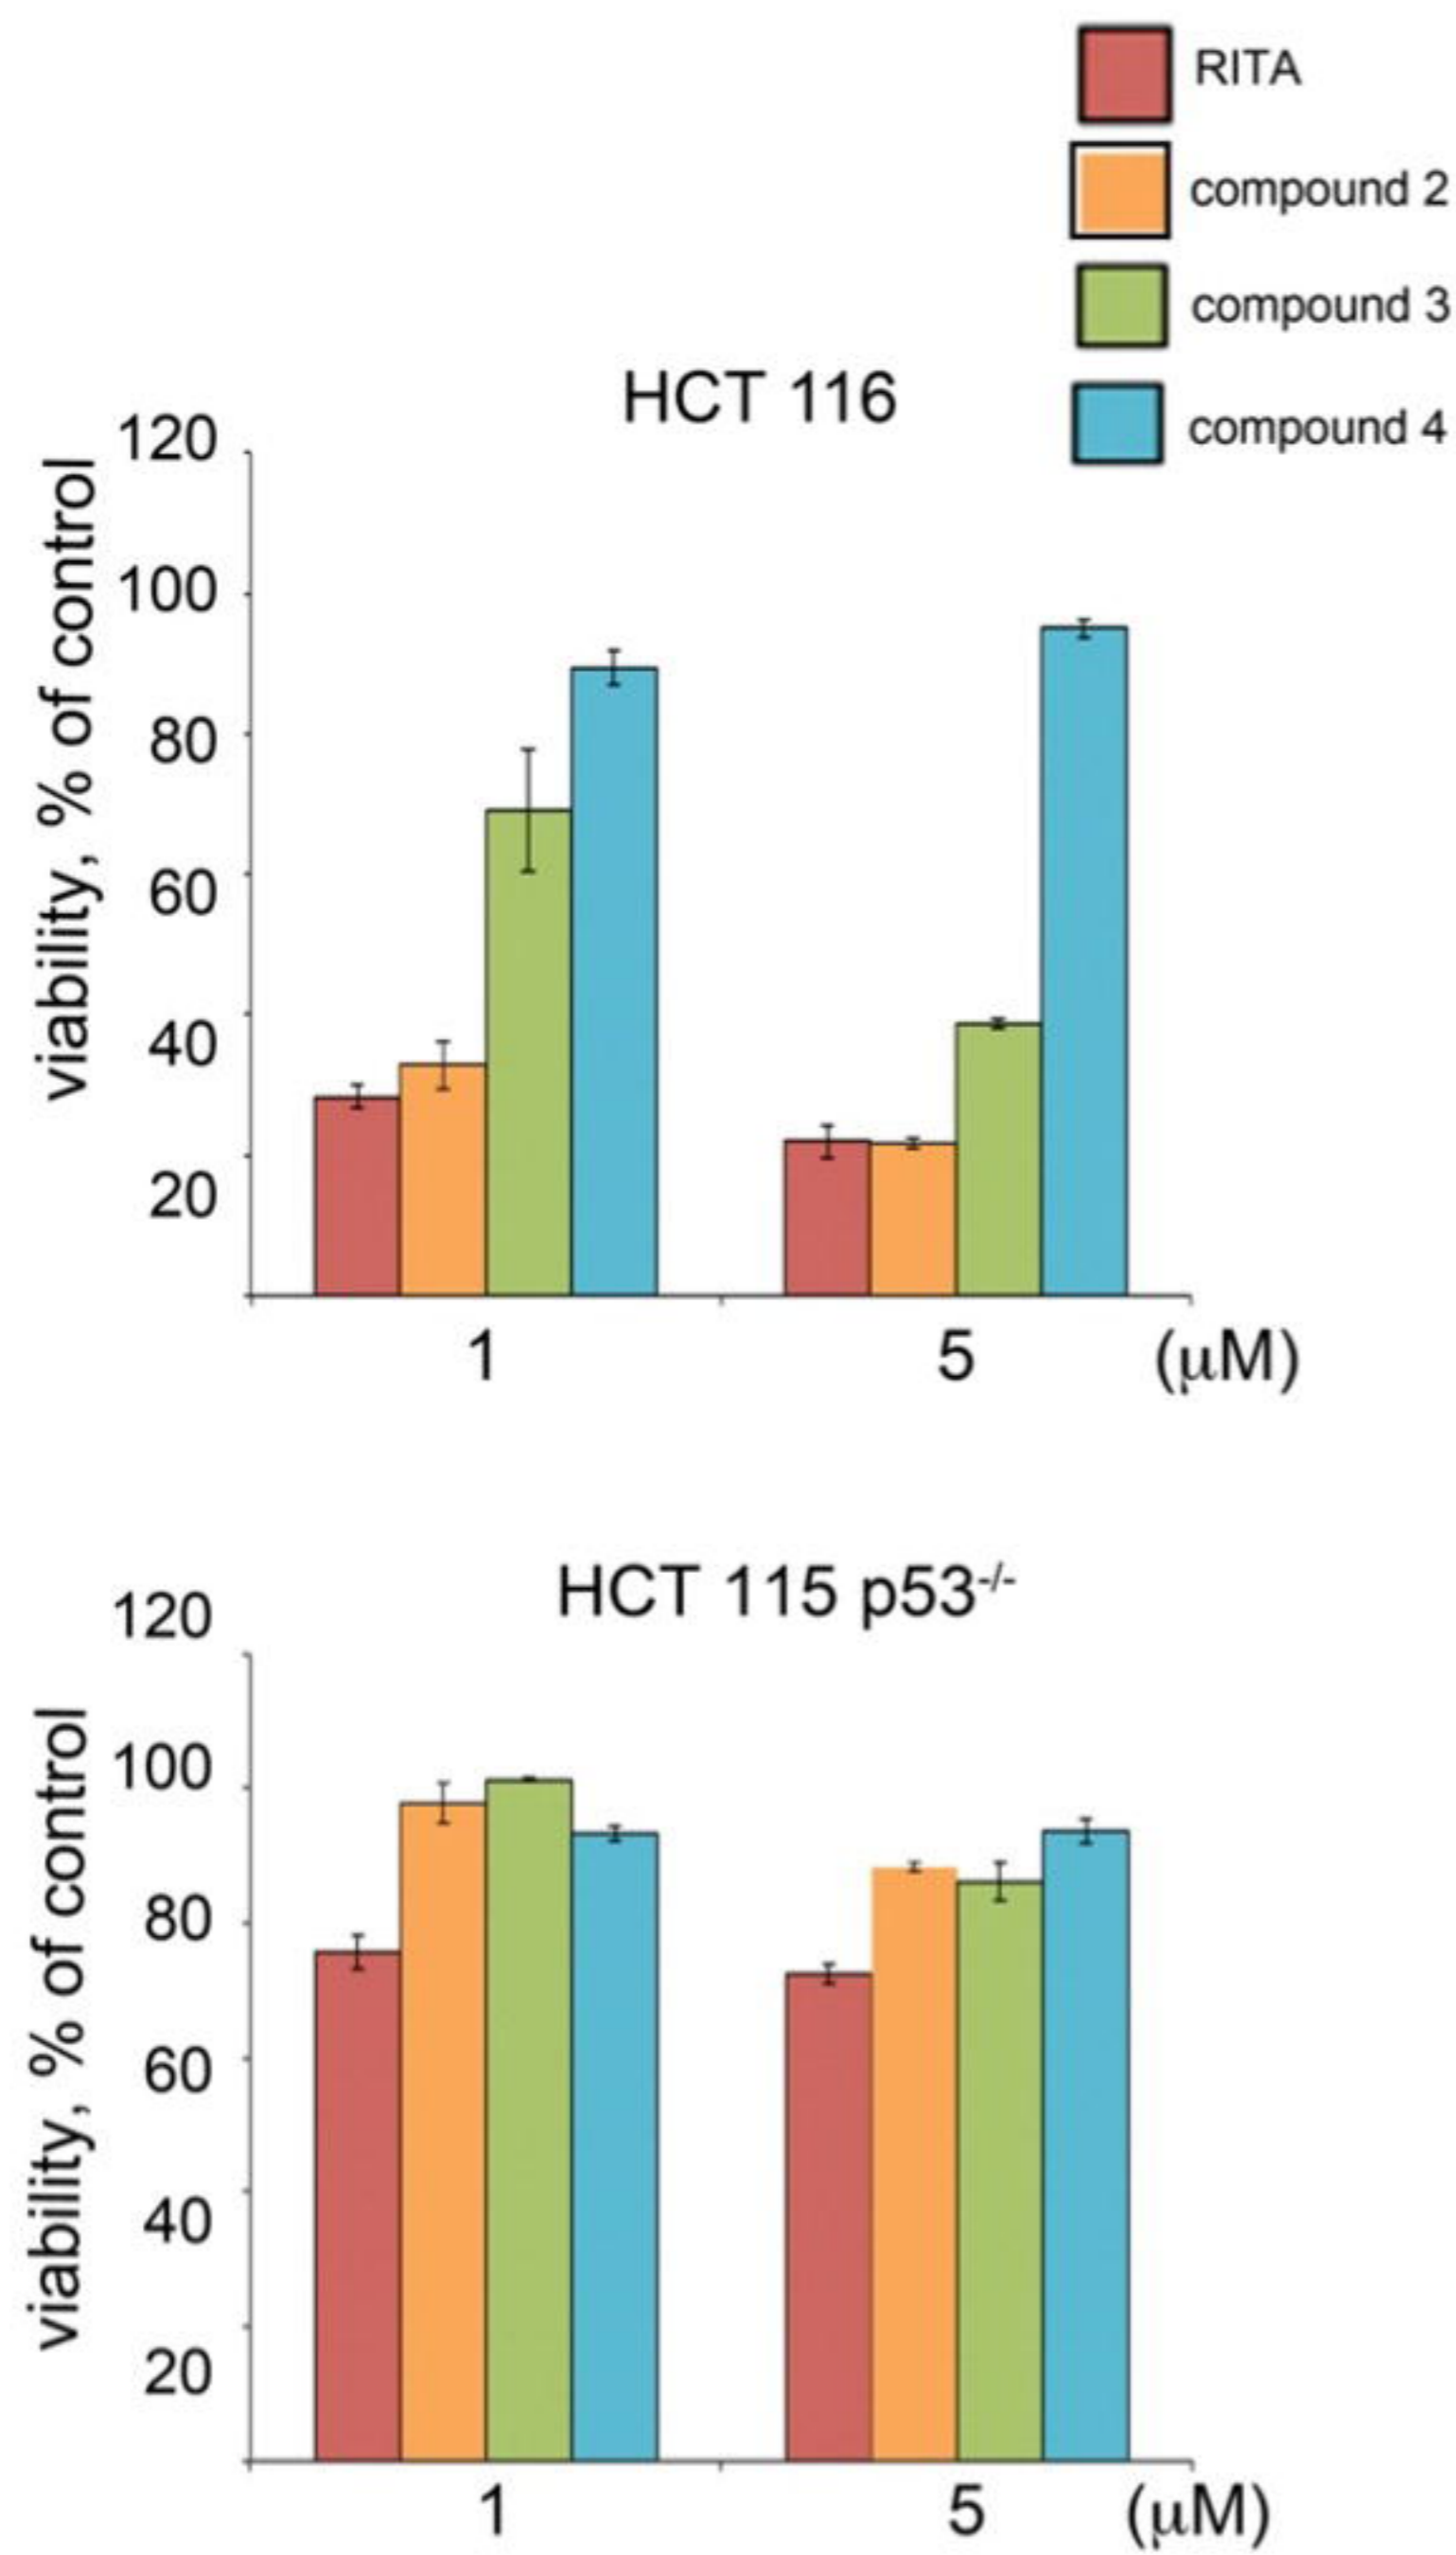 RITA
compound 2
compound 3
compound 4
HCT 116
viability, % of control
120
100
80
60
40
20
1 5 (μM)
HCT 115 p53-/-
viability, % of control
120
100
80
60
40
20
1 5 (μM)